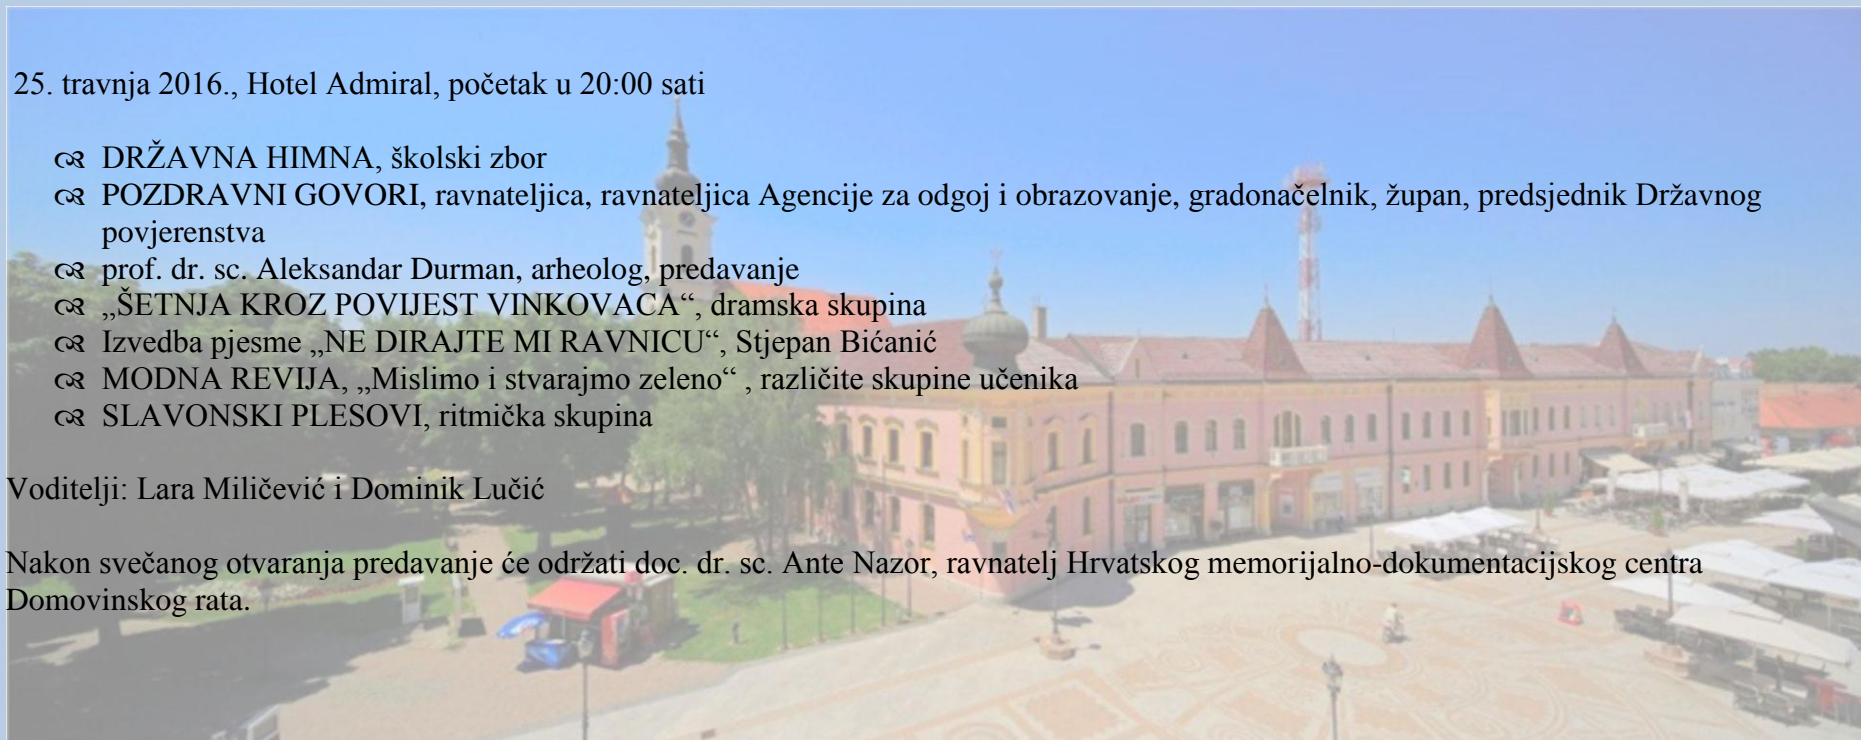 25. travnja 2016., Hotel Admiral, početak u 20:00 sati
DRŽAVNA HIMNA, školski zbor
POZDRAVNI GOVORI, ravnateljica, ravnateljica Agencije za odgoj i obrazovanje, gradonačelnik, župan, predsjednik Državnog
povjerenstva
prof. dr. sc. Aleksandar Durman, arheolog, predavanje
„ŠETNJA KROZ POVIJEST VINKOVACA“, dramska skupina
Izvedba pjesme „NE DIRAJTE MI RAVNICU“, Stjepan Bićanić
MODNA REVIJA, „Mislimo i stvarajmo zeleno“ , različite skupine učenika
SLAVONSKI PLESOVI, ritmička skupina
Voditelji: Lara Miličević i Dominik Lučić
Nakon svečanog otvaranja predavanje će održati doc. dr. sc. Ante Nazor, ravnatelj Hrvatskog memorijalno-dokumentacijskog centra
Domovinskog rata.